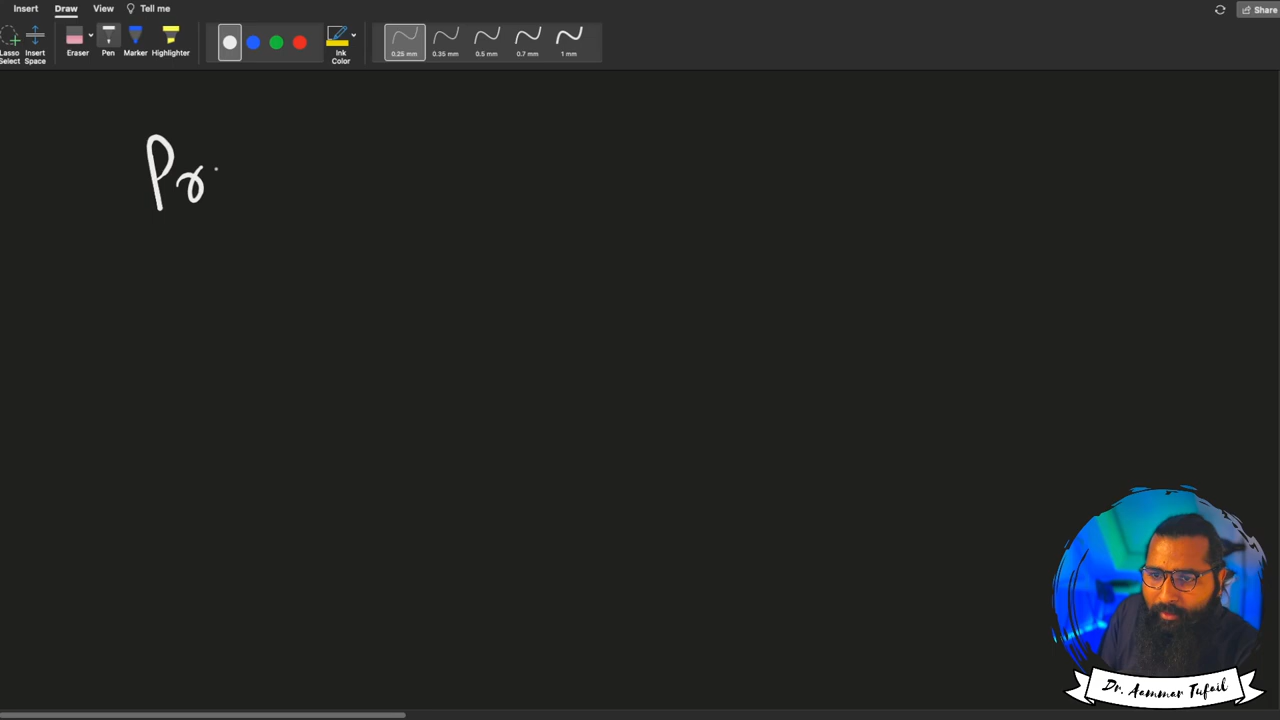 Insert Draw View Tell me Share
Lasso Select Insert Space Eraser Pen Marker Highlighter Ink Color 0.25 mm 0.35 mm 0.5 mm 0.7 mm 1 mm
Pr
Dr. Aammar Tufail